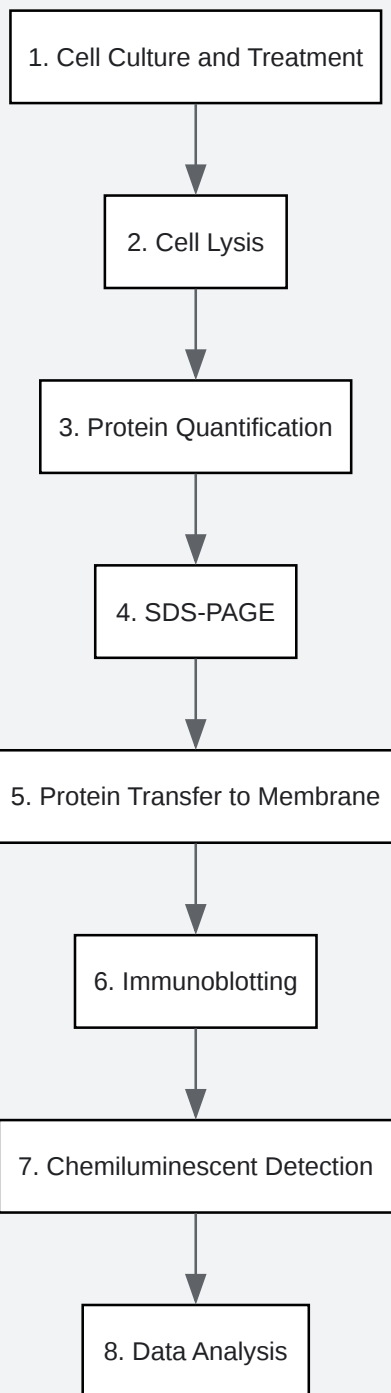 1. Cell Culture and Treatment
2. Cell Lysis
3. Protein Quantification
4. SDS-PAGE
5. Protein Transfer to Membrane
6. Immunoblotting
7. Chemiluminescent Detection
8. Data Analysis